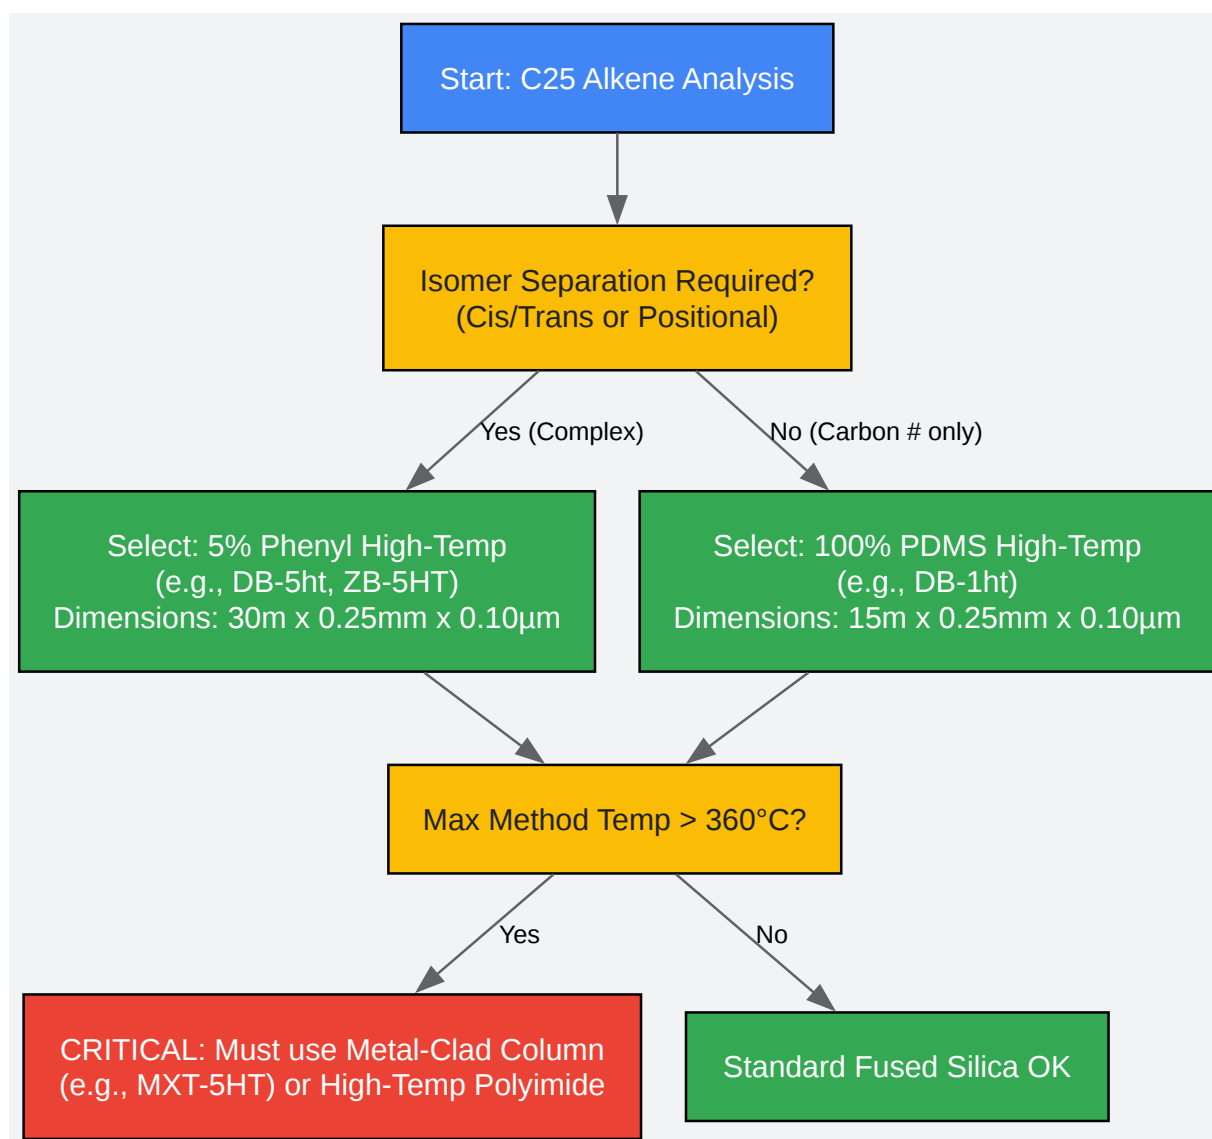 Start: C25 Alkene Analysis
Isomer Separation Required?
(Cis/Trans or Positional)
Yes (Complex)
No (Carbon # only)
Select: 5% Phenyl High-Temp
(e.g., DB-5ht, ZB-5HT)
Dimensions: 30m x 0.25mm x 0.10µm
Select: 100% PDMS High-Temp
(e.g., DB-1ht)
Dimensions: 15m x 0.25mm x 0.10µm
Max Method Temp > 360°C?
Yes
No
CRITICAL: Must use Metal-Clad Column
(e.g., MXT-5HT) or High-Temp Polyimide
Standard Fused Silica OK